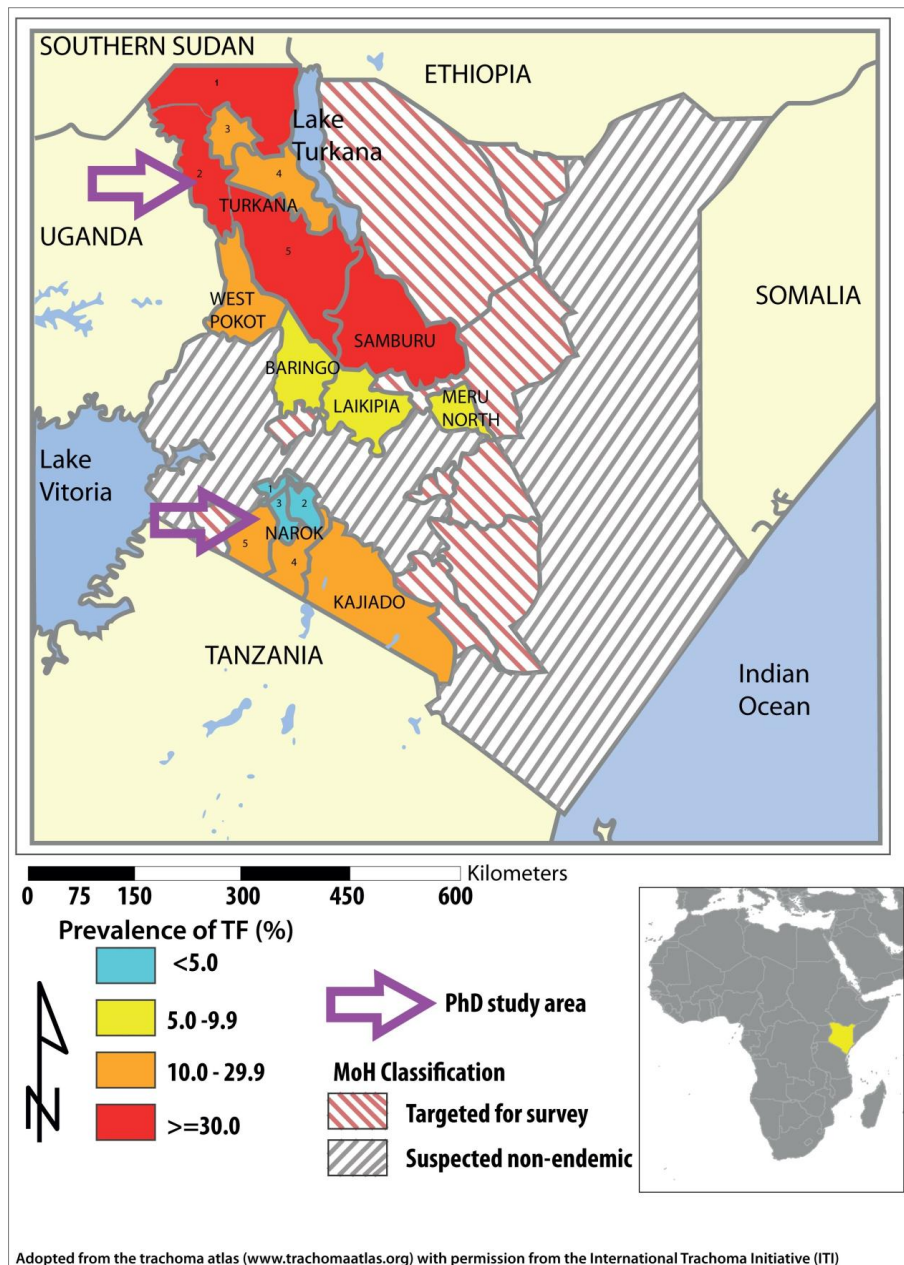 SOUTHERN SUDAN
ETHIOPIA
1
Lake
Turkana
3
2
4
TURKANA
UGANDA
5
SOMALIA
WEST
POKOT
SAMBURU
BARINGO
LAIKIPIA
MERU
NORTH
Lake
Vitoria
1
3
2
NAROK
5
4
KAJIADO
TANZANIA
Indian
Ocean
Kilometers
0 75 150 300 450 600
Prevalence of TF (%)
<5.0
5.0 -9.9
10.0 - 29.9
>=30.0
N
PhD study area
MoH Classification
Targeted for survey
Suspected non-endemic
Adopted from the trachoma atlas (www.trachomaatlas.org) with permission from the International Trachoma Initiative (ITI)